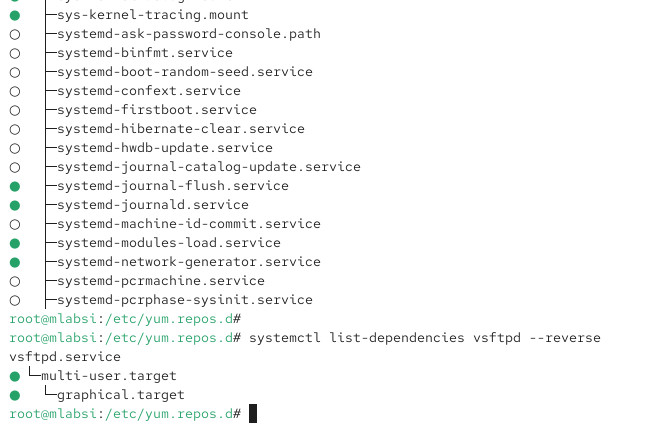 ● ├─sys-kernel-tracing.mount
○ ├─systemd-ask-password-console.path
○ ├─systemd-binfmt.service
○ ├─systemd-boot-random-seed.service
○ ├─systemd-confext.service
○ ├─systemd-firstboot.service
○ ├─systemd-hibernate-clear.service
○ ├─systemd-hwdb-update.service
○ ├─systemd-journal-catalog-update.service
● ├─systemd-journal-flush.service
● ├─systemd-journald.service
○ ├─systemd-machine-id-commit.service
● ├─systemd-modules-load.service
● ├─systemd-network-generator.service
○ ├─systemd-pcrmachine.service
○ ├─systemd-pcrphase-sysinit.service
root@mlabsi:/etc/yum.repos.d#
root@mlabsi:/etc/yum.repos.d# systemctl list-dependencies vsftpd --reverse
vsftpd.service
● └─multi-user.target
●   └─graphical.target
root@mlabsi:/etc/yum.repos.d#